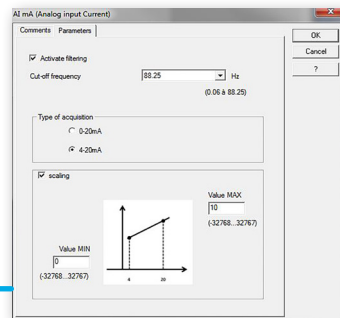 AI mA (Analog input Current)
Comments Parameters
OK
Cancel
?
Activate filtering
Cut-off frequency 88.25 Hz
(0.06 à 88.25)
Type of acquisition
0-20mA
4-20mA
scaling
Value MAX
10
(-32768...32767)
Value MIN
0
(-32768...32767)
4 20